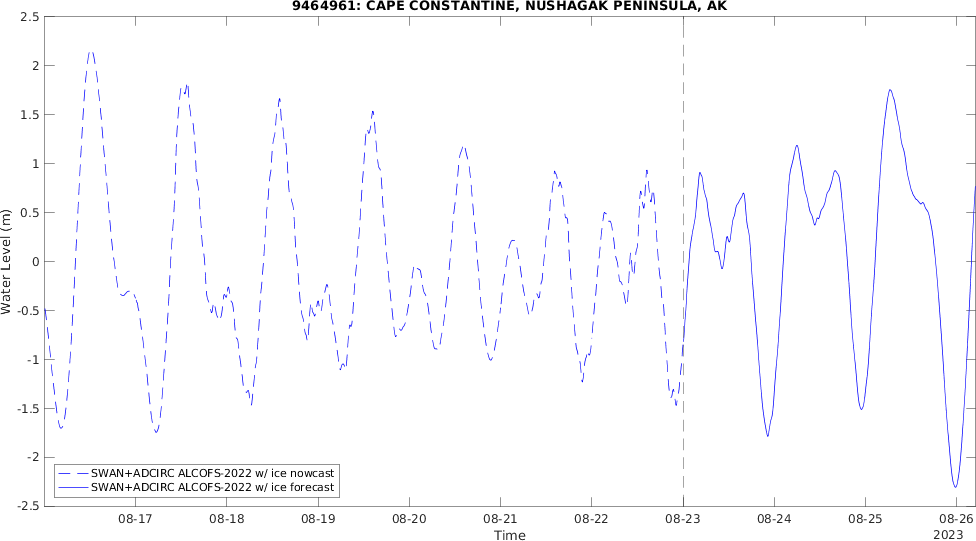 9464961: CAPE CONSTANTINE, NUSHAGAK PENINSULA, AK
2.5
2
1.5
1
0.5
0
-0.5
-1
-1.5
-2
-2.5
Water Level (m)
SWAN+ADCIRC ALCOFS-2022 w/ ice nowcast
SWAN+ADCIRC ALCOFS-2022 w/ ice forecast
08-17 08-18 08-19 08-20 08-21 08-22 08-23 08-24 08-25 08-26
Time
2023